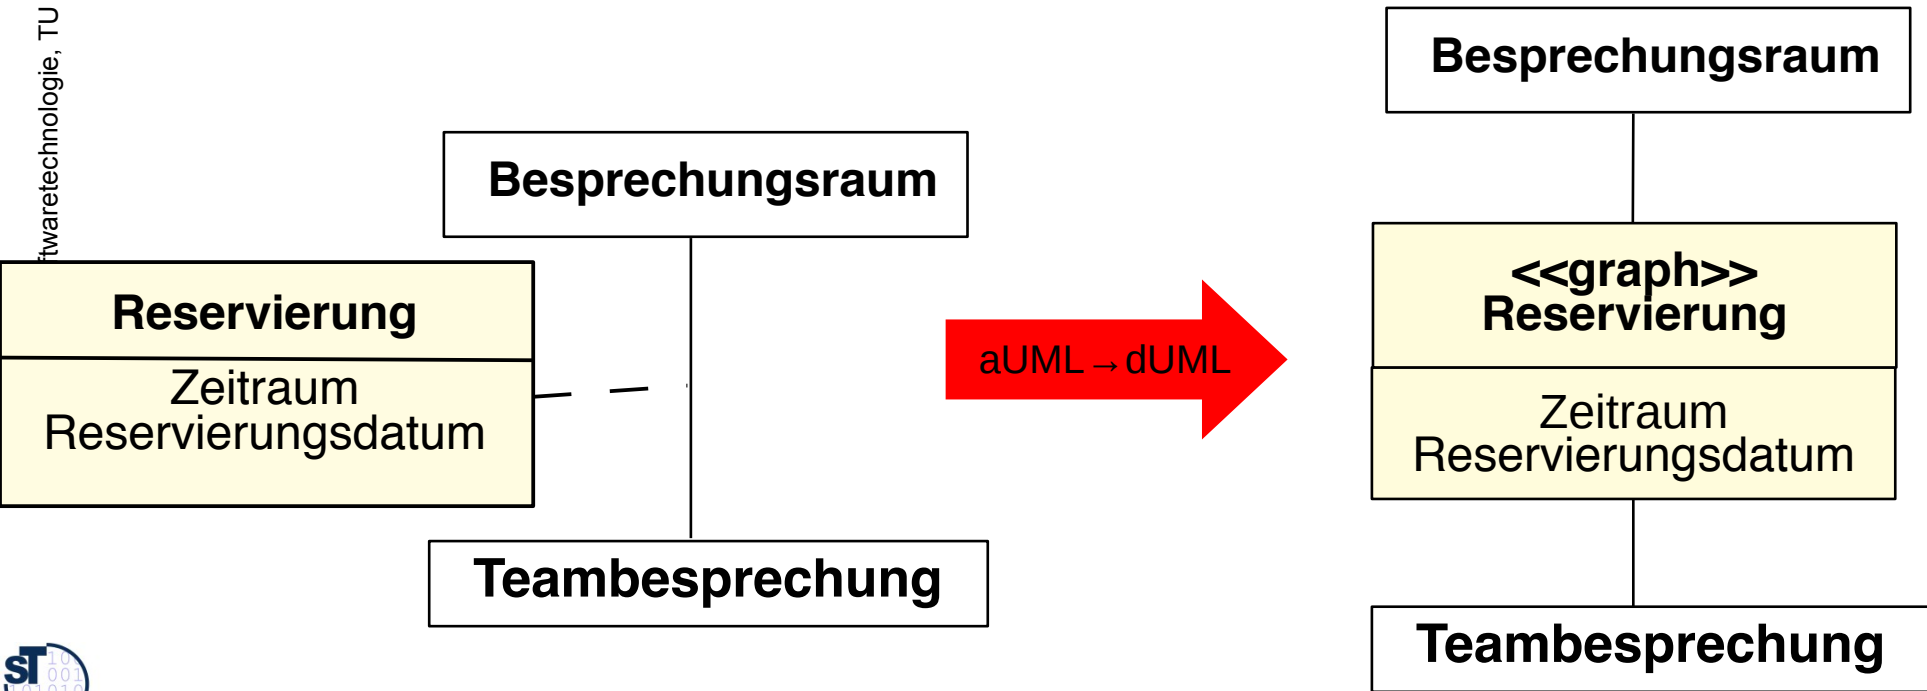 ftwaretechnologie, TU
Besprechungsraum
Reservierung
Zeitraum
Reservierungsdatum
Teambesprechung
aUML→dUML
Besprechungsraum
<<graph>>
Reservierung
Zeitraum
Reservierungsdatum
Teambesprechung
ST